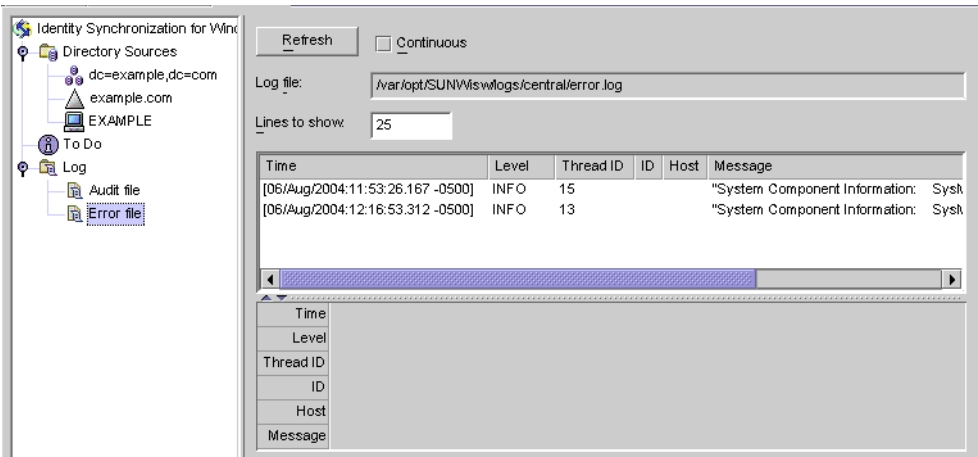 Identity Synchronization for Wind
Directory Sources
dc=example,dc=com
example.com
EXAMPLE
To Do
Log
Audit file
Error file
Refresh
Continuous
Log file:
/var/opt/SUNWisw/logs/central/error.log
Lines to show:
25
Time Level Thread ID ID Host Message
[06/Aug/2004:11:53:26.167 -0500] INFO 15 "System Component Information:
[06/Aug/2004:12:16:53.312 -0500] INFO 13 "System Component Information:
Time
Level
Thread ID
ID
Host
Message